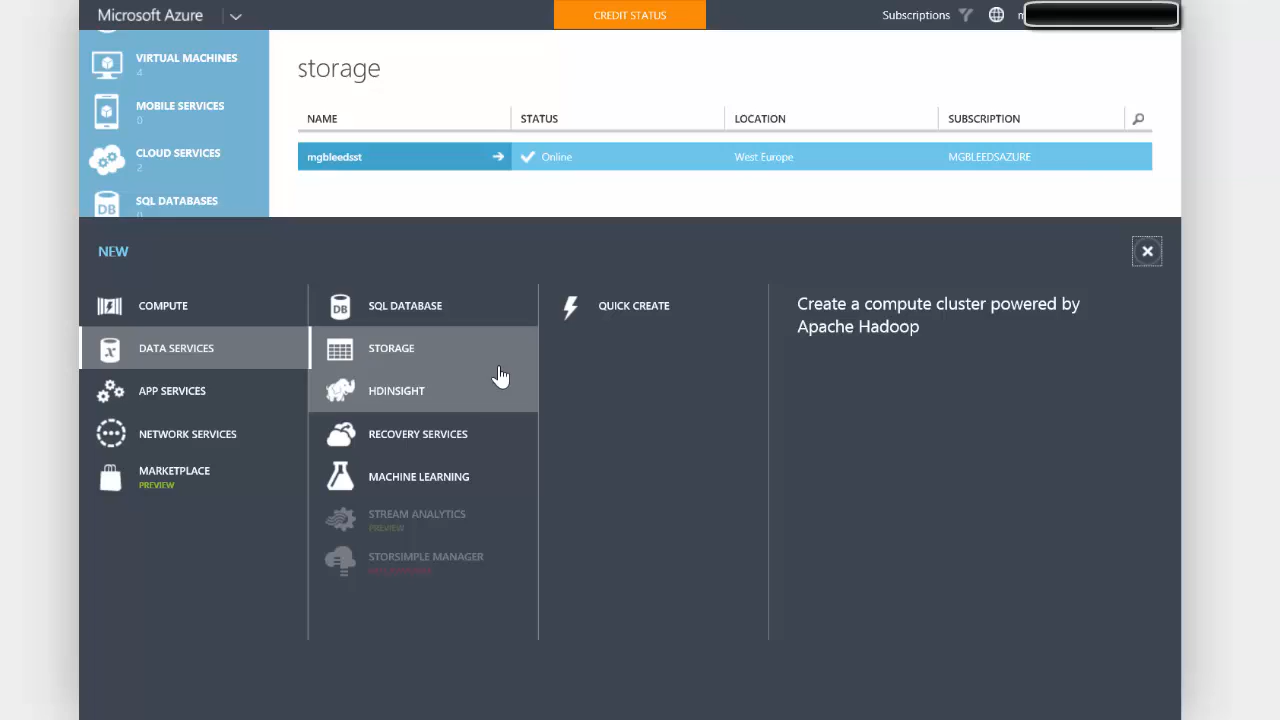 Microsoft Azure
CREDIT STATUS
Subscriptions
VIRTUAL MACHINES
4
MOBILE SERVICES
0
CLOUD SERVICES
2
SQL DATABASES
storage
NAME STATUS LOCATION SUBSCRIPTION
mgbleedsst Online West Europe MGBLEEDSAZURE
NEW
COMPUTE
DATA SERVICES
APP SERVICES
NETWORK SERVICES
MARKETPLACE
PREVIEW
DB SQL DATABASE
STORAGE
HDINSIGHT
RECOVERY SERVICES
MACHINE LEARNING
STREAM ANALYTICS
PREVIEW
STORSIMPLE MANAGER
QUICK CREATE
Create a compute cluster powered by
Apache Hadoop